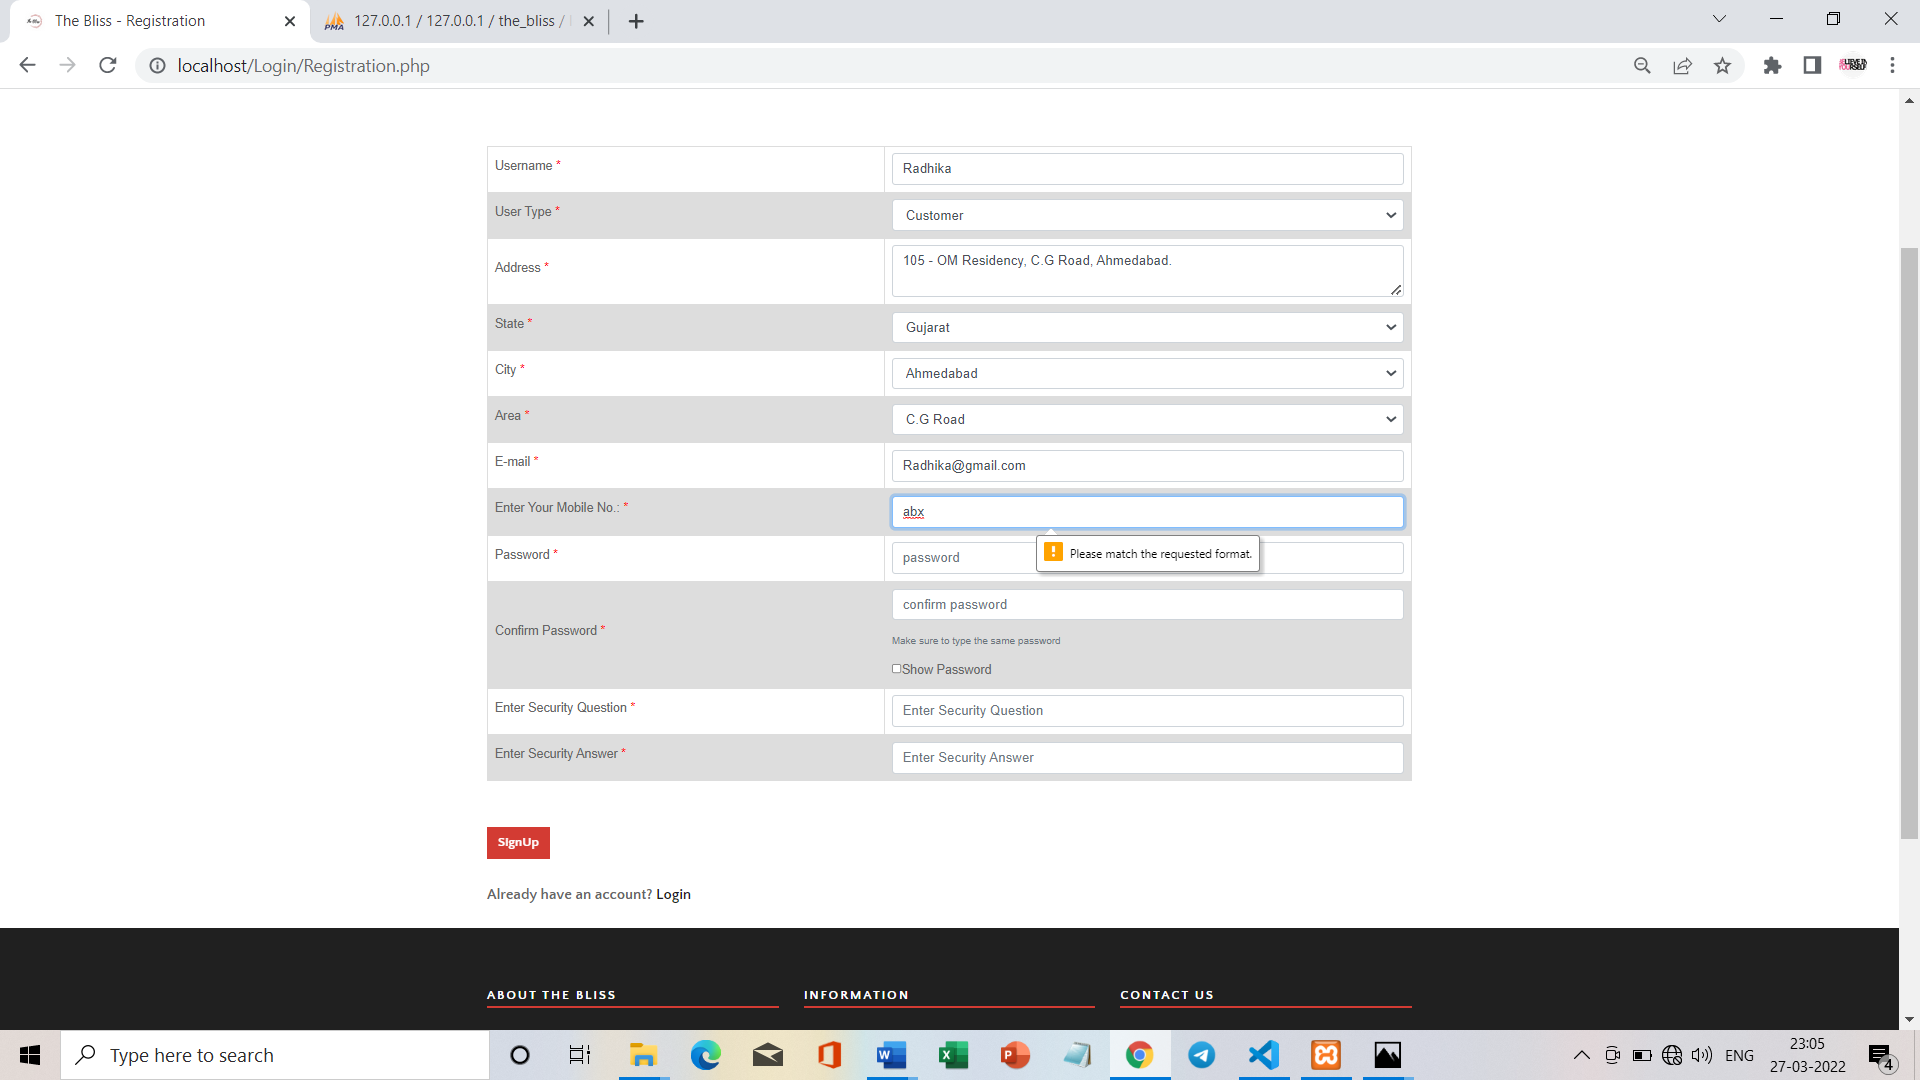 The Bliss - Registration
PMA 127.0.0.1 / 127.0.0.1 / the_bliss /
localhost/Login/Registration.php
Username * Radhika
User Type * Customer
Address * 105 - OM Residency, C.G Road, Ahmedabad.
State * Gujarat
City * Ahmedabad
Area * C.G Road
E-mail * Radhika@gmail.com
Enter Your Mobile No.: * abx
Please match the requested format.
Password * password
confirm password
Confirm Password *
Make sure to type the same password
Show Password
Enter Security Question * Enter Security Question
Enter Security Answer * Enter Security Answer
SignUp
Already have an account? Login
ABOUT THE BLISS INFORMATION CONTACT US
Type here to search
ENG
23:05
27-03-2022
4